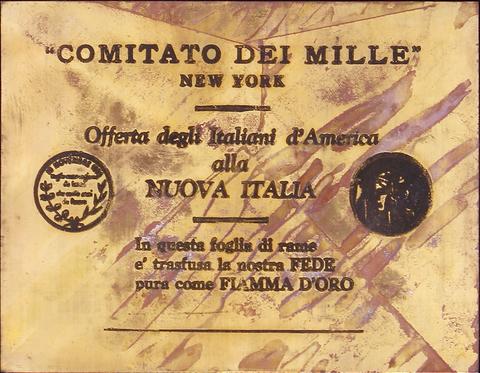 "COMITATO DEI MILLE"
NEW YORK
Offerta degli Italiani d'America
alla
NUOVA ITALIA
In questa foglia di rame
e' trasfusa la nostra FEDE
pura come FIAMMA D'ORO